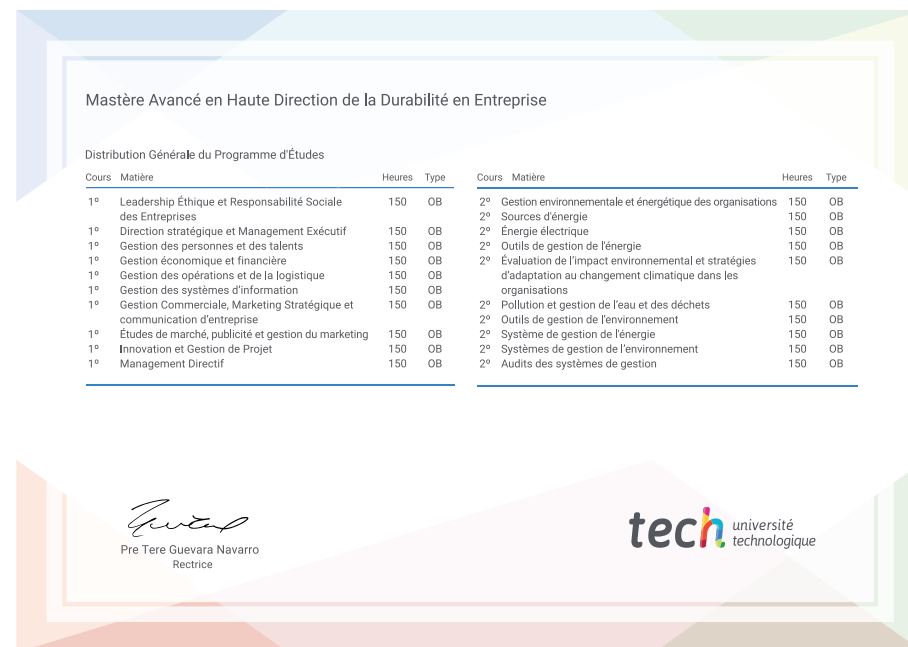 Mastère Avancé en Haute Direction de la Durabilité en Entreprise
Distribution Générale du Programme d'Études
Cours Matière Heures Type
1º Leadership Éthique et Responsabilité Sociale 150 OB
des Entreprises
1º Direction stratégique et Management Exécutif 150 OB
1º Gestion des personnes et des talents 150 OB
1º Gestion économique et financière 150 OB
1º Gestion des opérations et de la logistique 150 OB
1º Gestion des systèmes d'information 150 OB
1º Gestion Commerciale, Marketing Stratégique et 150 OB
communication d'entreprise
1º Études de marché, publicité et gestion du marketing 150 OB
1º Innovation et Gestion de Projet 150 OB
1º Management Directif 150 OB
Cours Matière Heures Type
2º Gestion environnementale et énergétique des organisations 150 OB
2º Sources d'énergie 150 OB
2º Énergie électrique 150 OB
2º Outils de gestion de l'énergie 150 OB
2º Évaluation de l'impact environnemental et stratégies 150 OB
d'adaptation au changement climatique dans les
organisations
2º Pollution et gestion de l'eau et des déchets 150 OB
2º Outils de gestion de l'environnement 150 OB
2º Système de gestion de l'énergie 150 OB
2º Systèmes de gestion de l'environnement 150 OB
2º Audits des systèmes de gestion 150 OB
Pre Tere Guevara Navarro
Rectrice
tech université
technologique